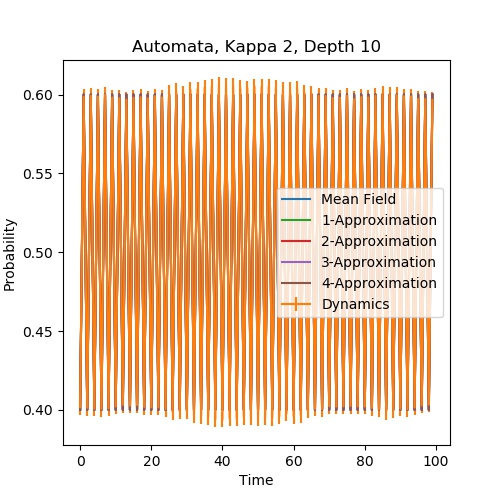 Automata, Kappa 2, Depth 10
Probability
0.60
0.55
0.50
0.45
0.40
Mean Field
1-Approximation
2-Approximation
3-Approximation
4-Approximation
Dynamics
0
20
40
60
80
100
Time